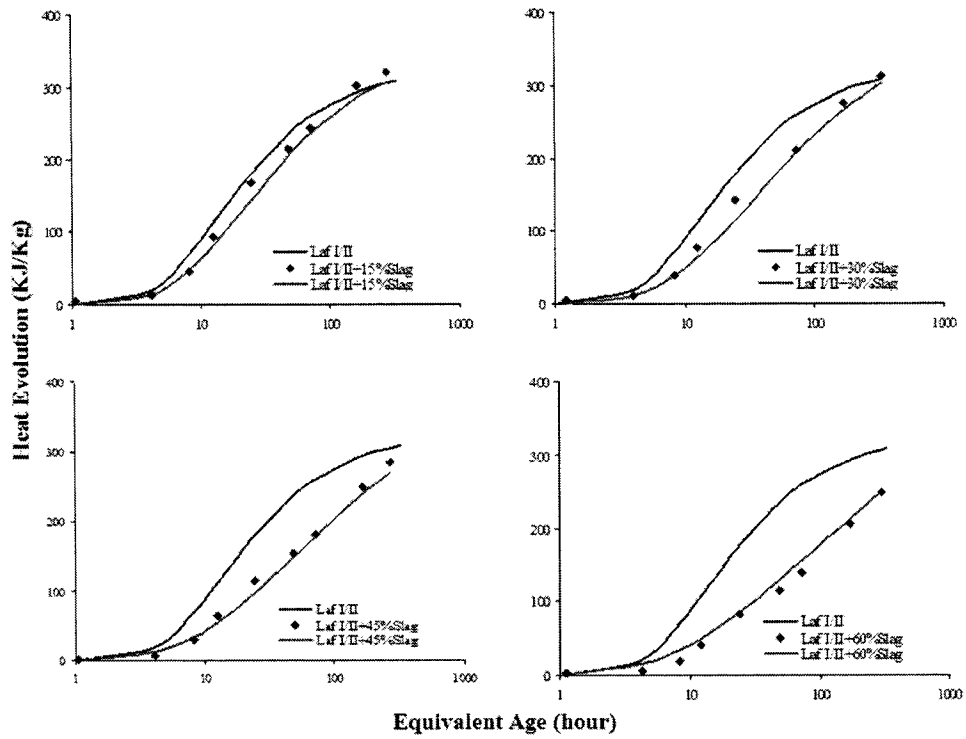 Heat Evolution (KJ/Kg)
400
300
200
100
0
1
10
100
1000
Laf I/II
Laf I/II+15%Slag
Laf I/II+15%Slag
400
300
200
100
0
1
10
100
1000
Laf I/II
Laf I/II+30%Slag
Laf I/II+30%Slag
400
300
200
100
0
1
10
100
1000
Laf I/II
Laf I/II+45%Slag
Laf I/II+45%Slag
400
300
200
100
0
1
10
100
1000
Laf I/II
Laf I/II+60%Slag
Laf I/II+60%Slag
Equivalent Age (hour)